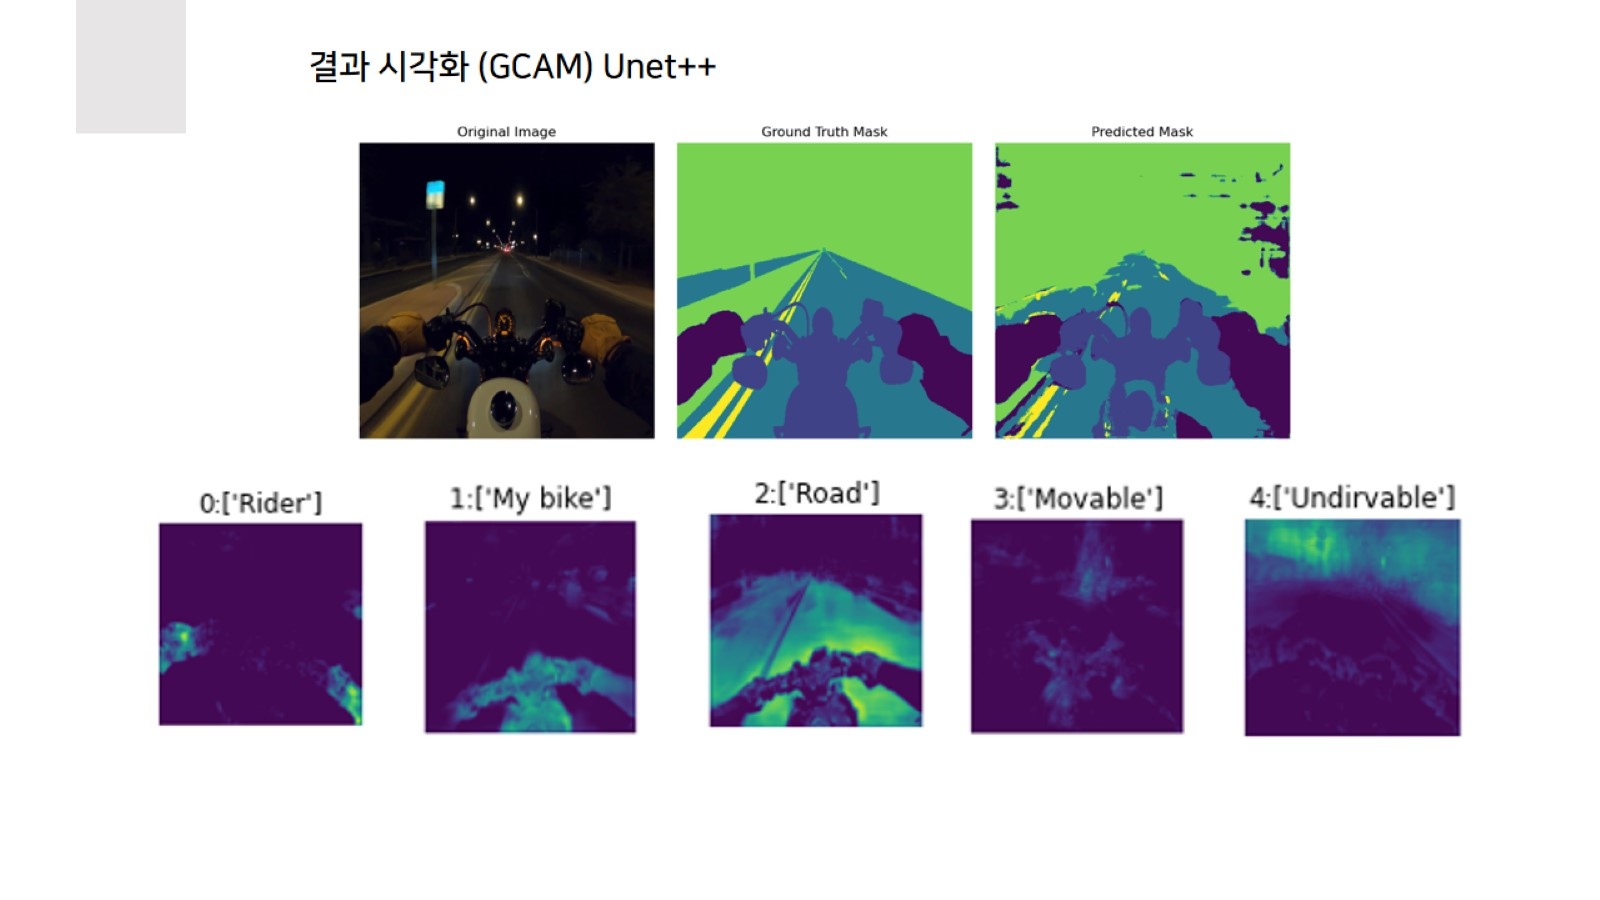 결과 시각화 (GCAM) Unet++
Original Image
Ground Truth Mask
Predicted Mask
0:['Rider']
1:['My bike']
2:['Road']
3:['Movable']
4:['Undirvable']